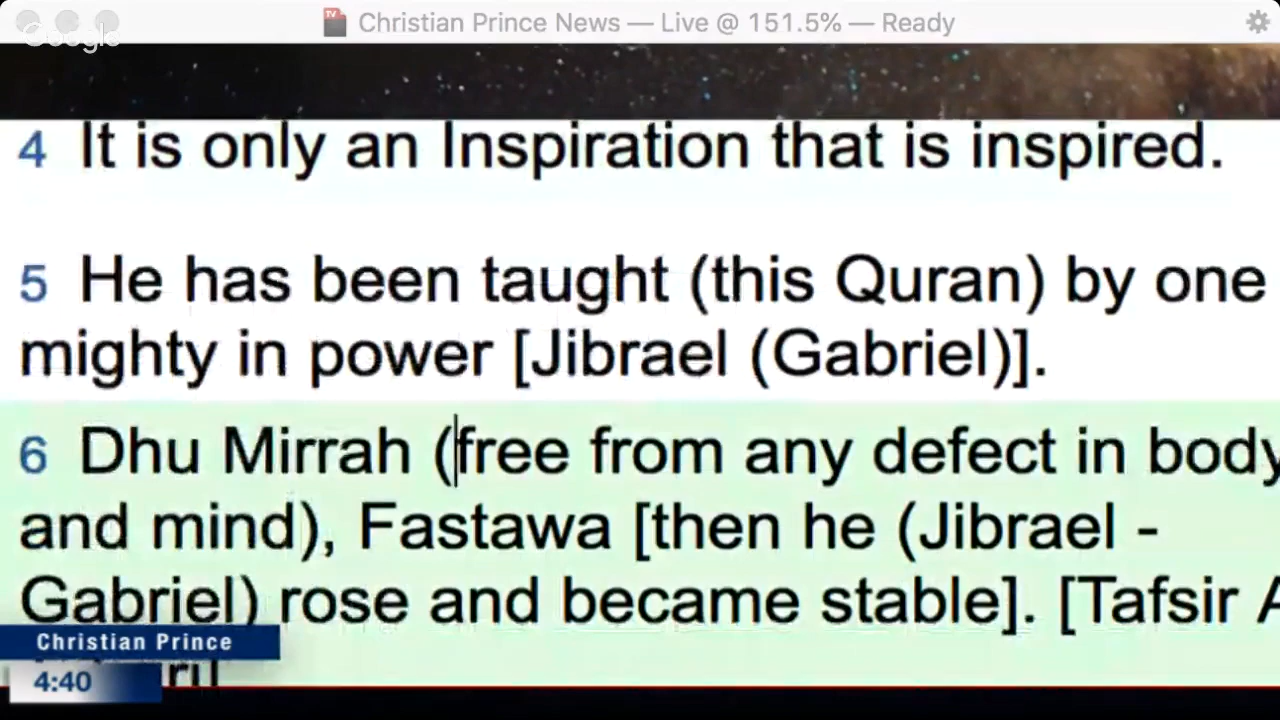 Christian Prince News — Live @ 151.5% — Ready
Google
4 It is only an Inspiration that is inspired.
5 He has been taught (this Quran) by one
mighty in power [Jibrael (Gabriel)].
6 Dhu Mirrah (free from any defect in body
and mind), Fastawa [then he (Jibrael -
Gabriel) rose and became stable]. [Tafsir
Christian Prince
4:40